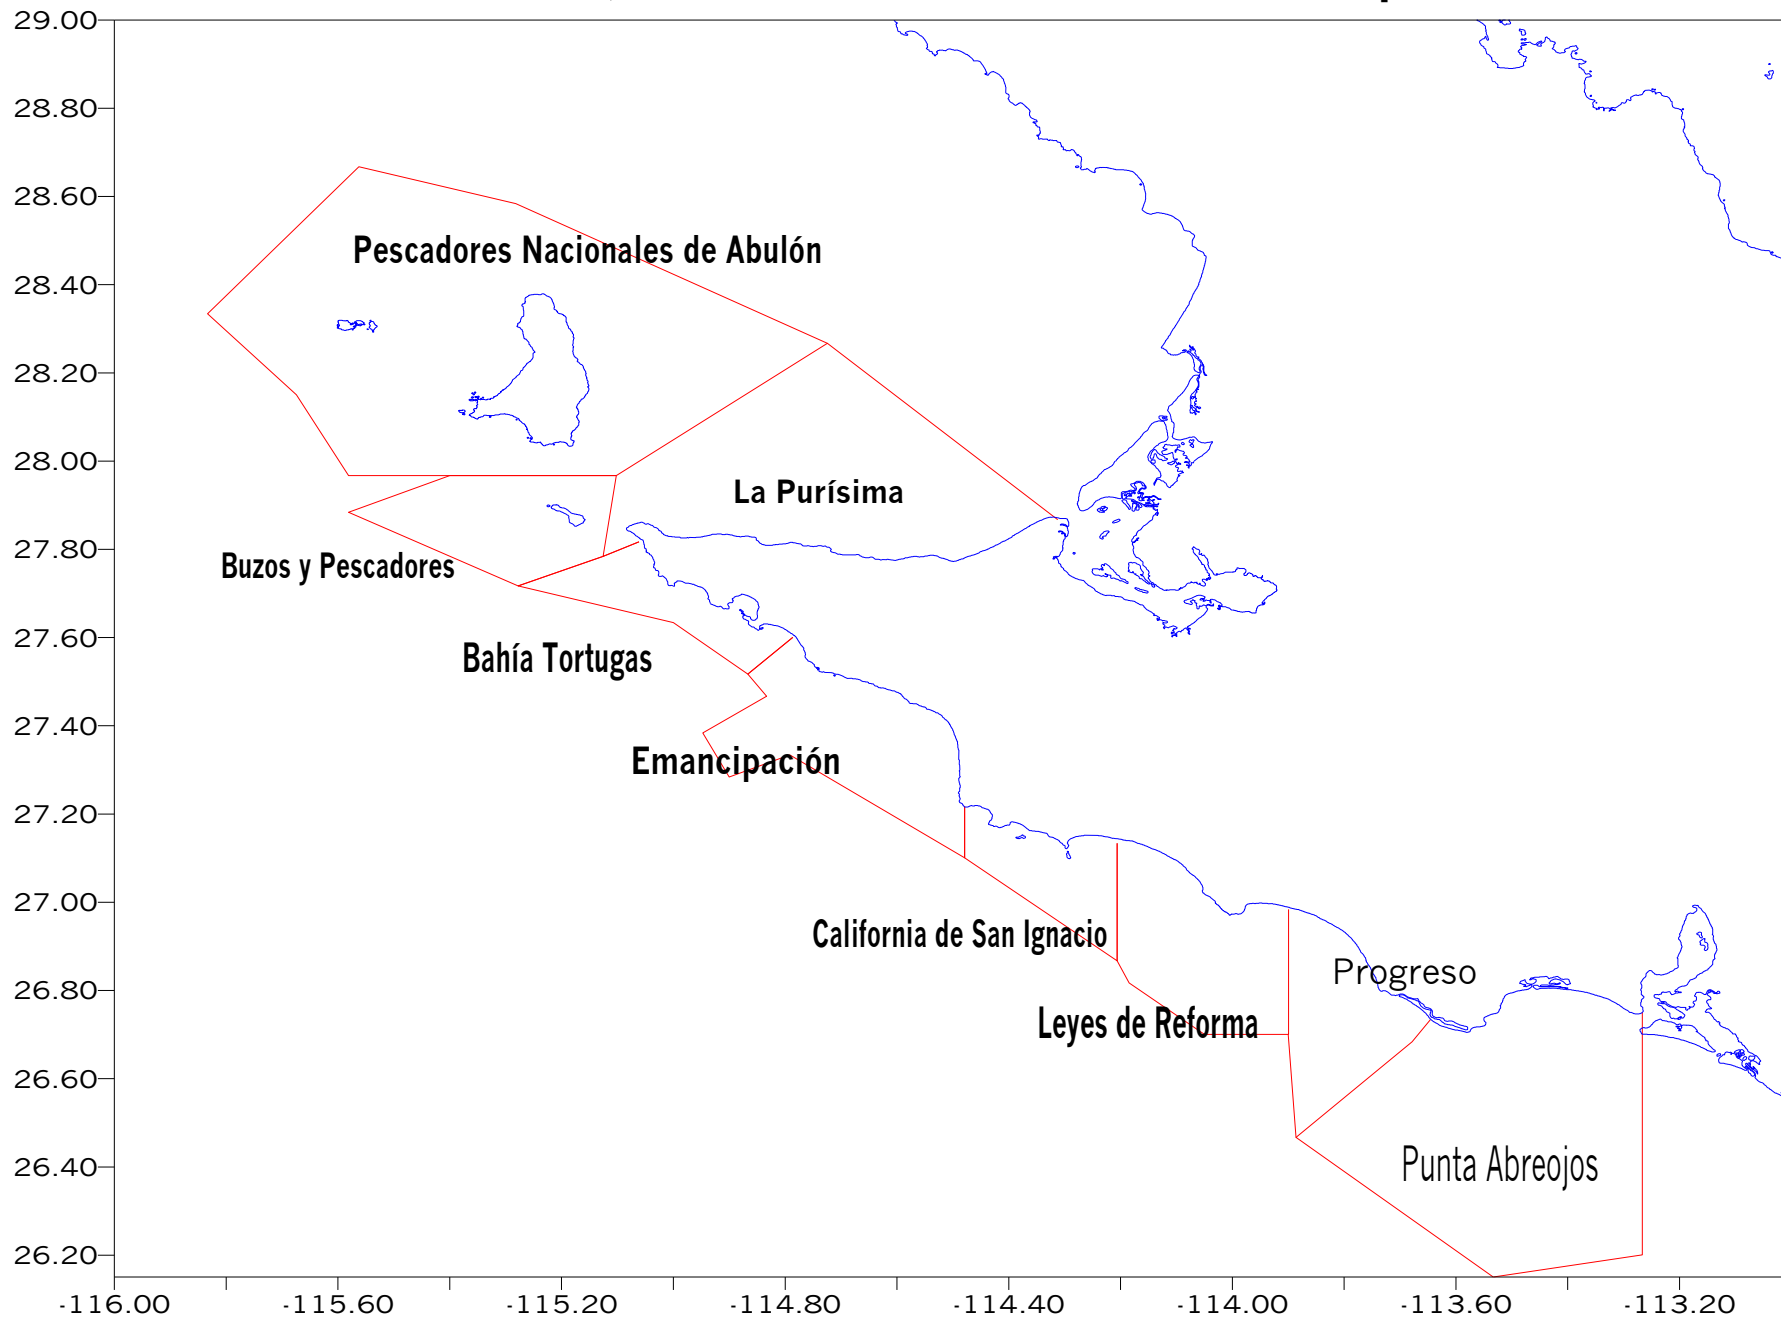 29.00
28.80
28.60
Pescadores Nacionales de Abulón
28.40
28.20
28.00
La Purísima
27.80
Buzos y Pescadores
27.60
Bahía Tortugas
27.40
Emancipación
27.20
27.00
California de San Ignacio
Progreso
26.80
Leyes de Reforma
26.60
26.40
Punta Abreojos
26.20
-116.00 -115.60 -115.20 -114.80 -114.40 -114.00 -113.60 -113.20